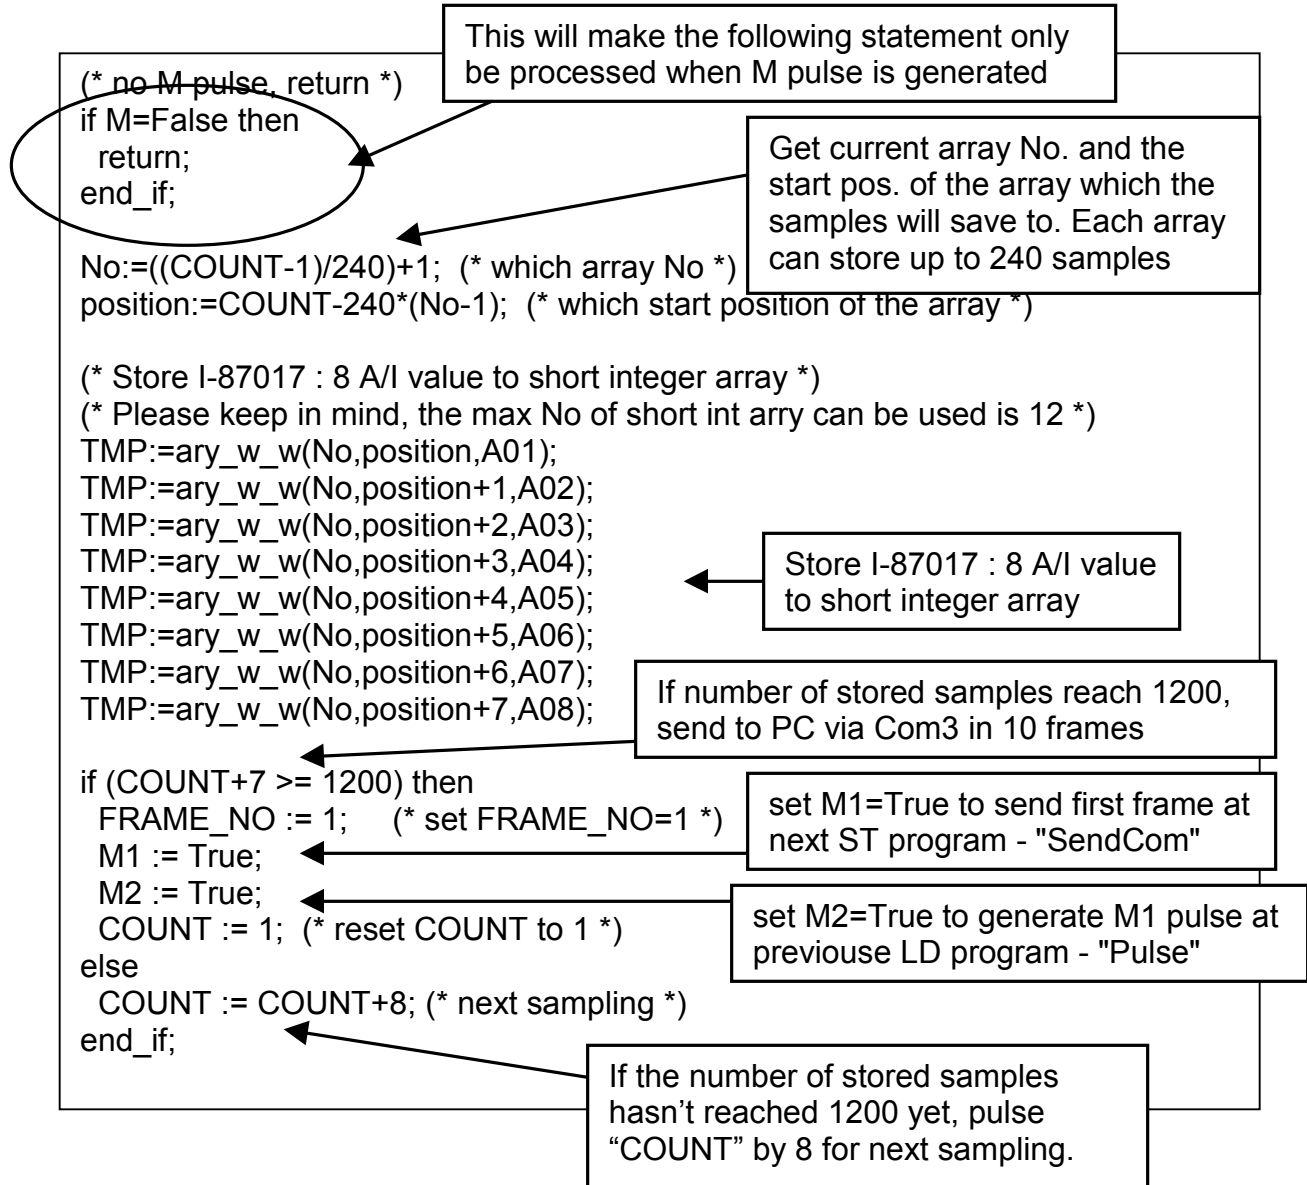 This will make the following statement only
be processed when M pulse is generated
(* no M pulse, return *)
if M=False then
return;
end_if;
Get current array No. and the
start pos. of the array which the
samples will save to. Each array
can store up to 240 samples
No:=((COUNT-1)/240)+1; (* which array No *)
position:=COUNT-240*(No-1); (* which start position of the array *)
(* Store I-87017 : 8 A/I value to short integer array *)
(* Please keep in mind, the max No of short int arry can be used is 12 *)
TMP:=ary_w_w(No,position,A01);
TMP:=ary_w_w(No,position+1,A02);
TMP:=ary_w_w(No,position+2,A03);
TMP:=ary_w_w(No,position+3,A04);
TMP:=ary_w_w(No,position+4,A05);
TMP:=ary_w_w(No,position+5,A06);
TMP:=ary_w_w(No,position+6,A07);
TMP:=ary_w_w(No,position+7,A08);
Store I-87017 : 8 A/I value
to short integer array
If number of stored samples reach 1200,
send to PC via Com3 in 10 frames
if (COUNT+7 >= 1200) then
FRAME_NO := 1; (* set FRAME_NO=1 *)
M1 := True;
M2 := True;
COUNT := 1; (* reset COUNT to 1 *)
else
COUNT := COUNT+8; (* next sampling *)
end_if;
set M1=True to send first frame at
next ST program - "SendCom"
set M2=True to generate M1 pulse at
previouse LD program - "Pulse"
If the number of stored samples
hasn’t reached 1200 yet, pulse
“COUNT” by 8 for next sampling.